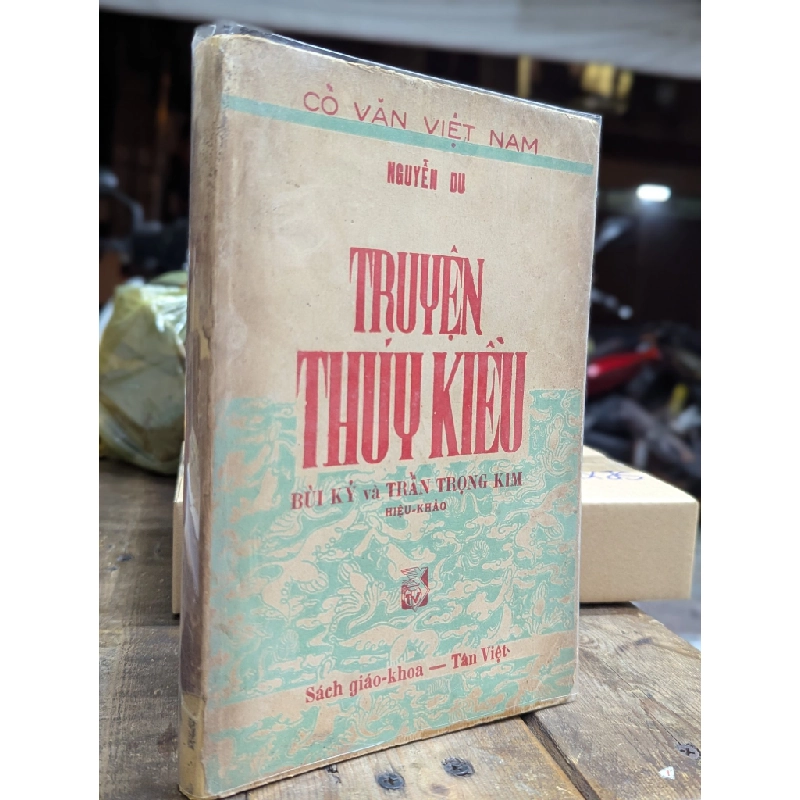 CỔ VĂN VIỆT NAM
NGUYỄN DU
TRUYỆN
THÚY KIỀU
BÙI KỶ và TRẦN TRỌNG KIM
HIỆU-KHẢO
TV
Sách giáo-khoa — Tân Việt